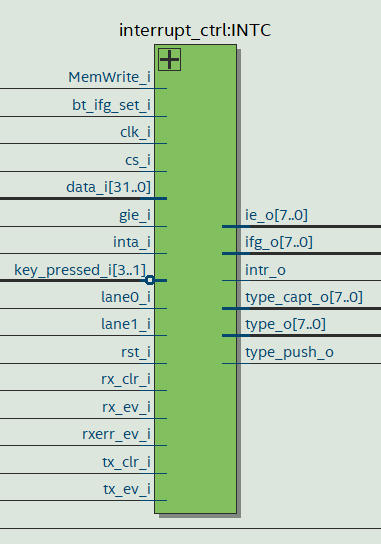 interrupt_ctrl:INTC
MemWrite_i
bt_ifg_set_i
clk_i
cs_i
data_i[31..0]
gie_i
inta_i
key_pressed_i[3..1]
lane0_i
lane1_i
rst_i
rx_clr_i
rx_ev_i
rxerr_ev_i
tx_clr_i
tx_ev_i
ie_o[7..0]
ifg_o[7..0]
intr_o
type_capt_o[7..0]
type_o[7..0]
type_push_o